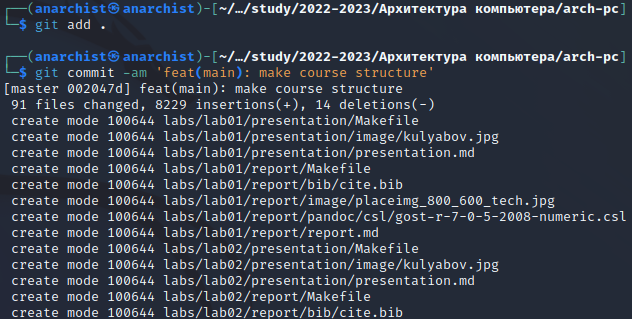 ┌──(anarchist㉿anarchist)-[~/…/study/2022-2023/Архитектура компьютера/arch-pc]
└─$ git add .
┌──(anarchist㉿anarchist)-[~/…/study/2022-2023/Архитектура компьютера/arch-pc]
└─$ git commit -am 'feat(main): make course structure'
[master 002047d] feat(main): make course structure
91 files changed, 8229 insertions(+), 14 deletions(-)
create mode 100644 labs/lab01/presentation/Makefile
create mode 100644 labs/lab01/presentation/image/kulyabov.jpg
create mode 100644 labs/lab01/presentation/presentation.md
create mode 100644 labs/lab01/report/Makefile
create mode 100644 labs/lab01/report/bib/cite.bib
create mode 100644 labs/lab01/report/image/placeimg_800_600_tech.jpg
create mode 100644 labs/lab01/report/pandoc/csl/gost-r-7-0-5-2008-numeric.csl
create mode 100644 labs/lab01/report/report.md
create mode 100644 labs/lab02/presentation/Makefile
create mode 100644 labs/lab02/presentation/image/kulyabov.jpg
create mode 100644 labs/lab02/presentation/presentation.md
create mode 100644 labs/lab02/report/Makefile
create mode 100644 labs/lab02/report/bib/cite.bib